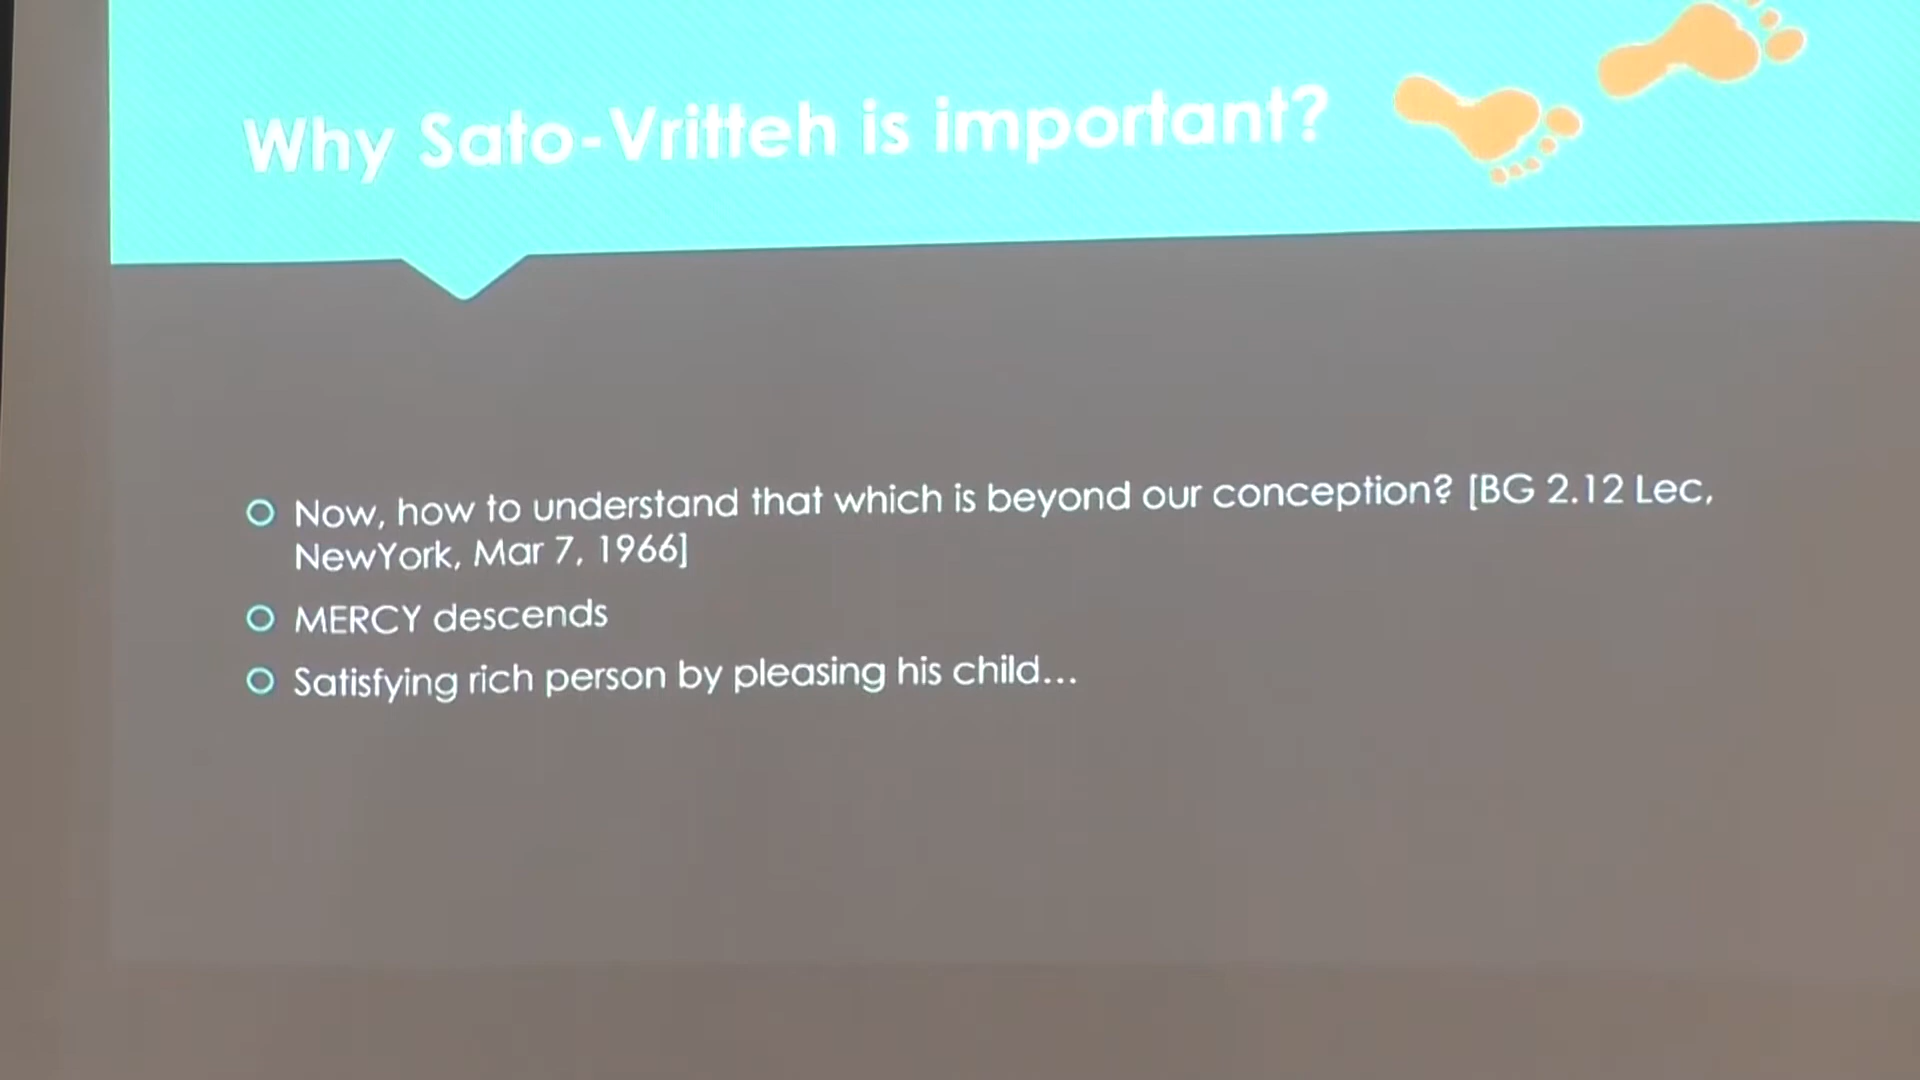 Why Sato-Vritteh is important?
Now, how to understand that which is beyond our conception? [BG 2.12 Lec,
NewYork, Mar 7, 1966]
MERCY descends
Satisfying rich person by pleasing his child...